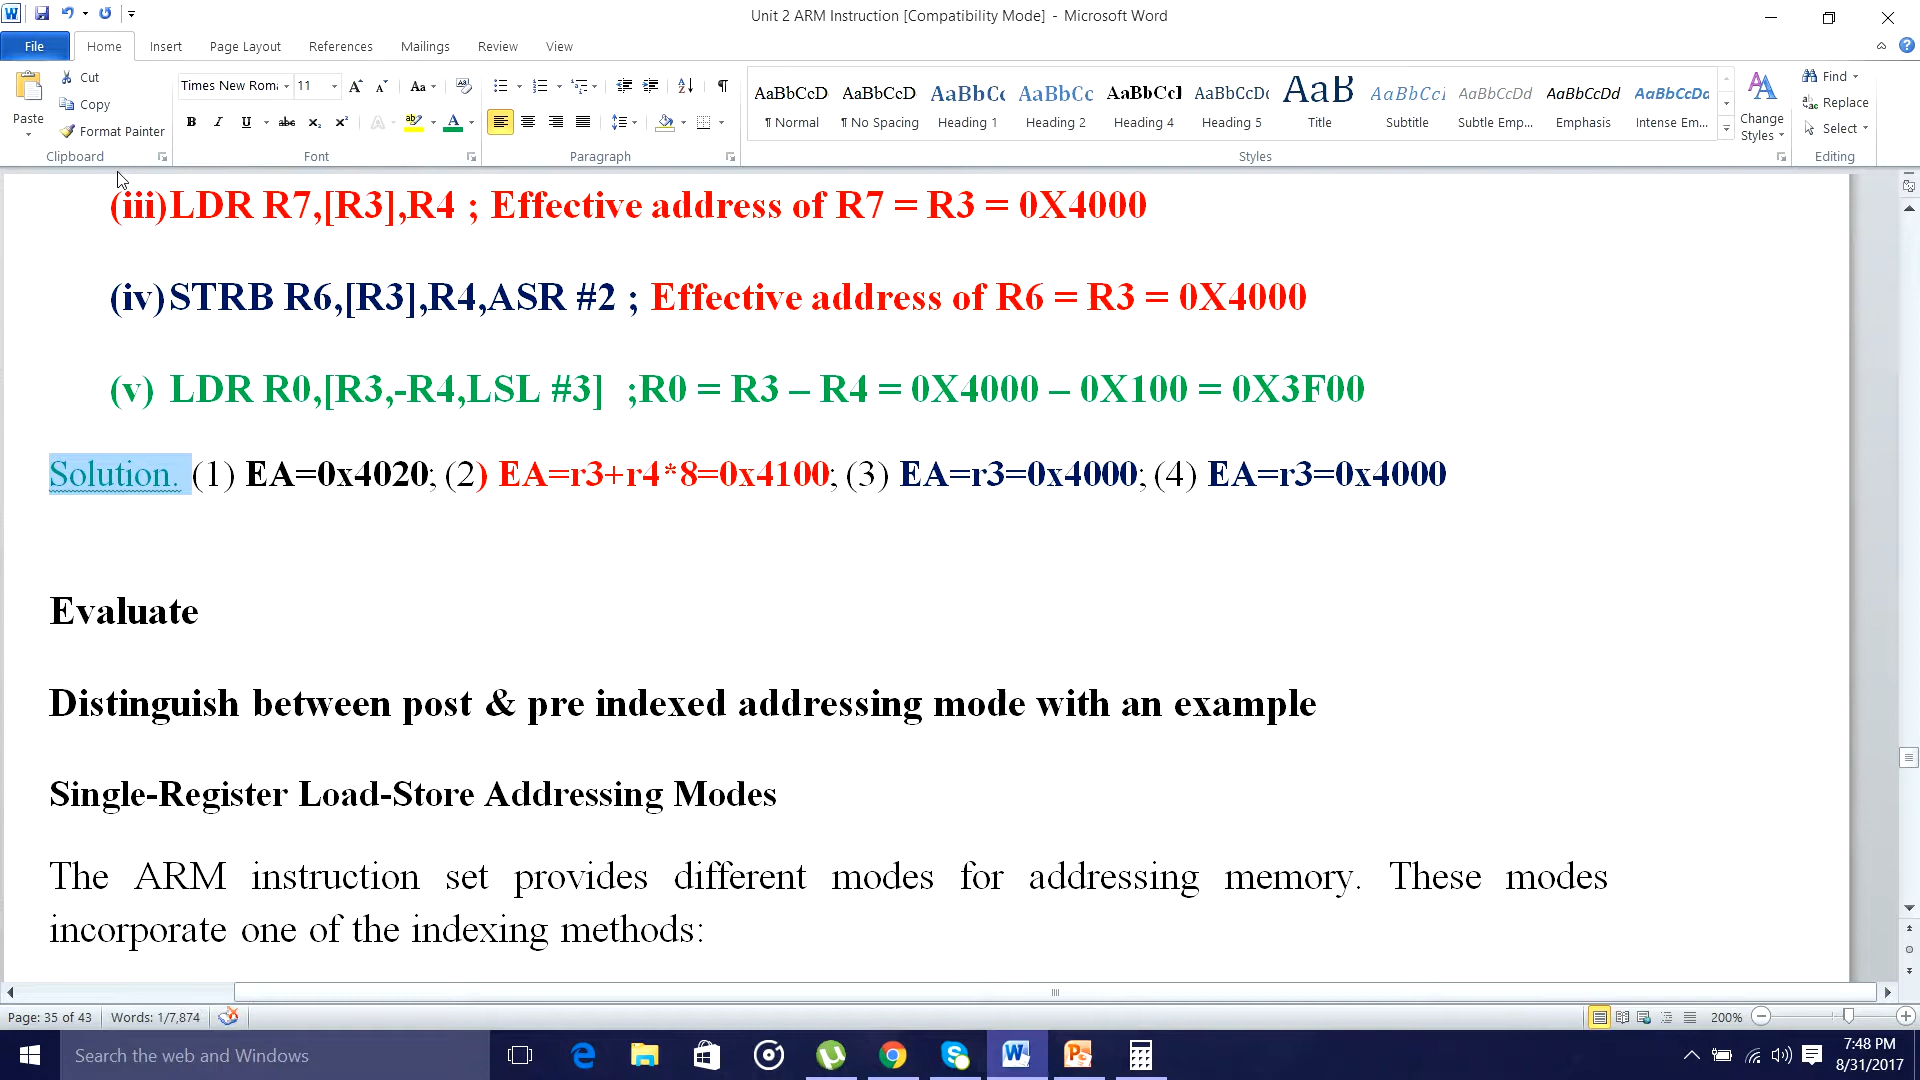 Unit 2 ARM Instruction [Compatibility Mode] - Microsoft Word
File Home Insert Page Layout References Mailings Review View
Paste Cut Copy Format Painter Clipboard
Times New Rom 11 Font
Paragraph
AaBbCcD AaBbCcD AaBbCc AaBbCc AaBbCcI AaBbCcDc AaB AaBbCcI AaBbCcDd AaBbCcDd AaBbCcDa
¶ Normal ¶ No Spacing Heading 1 Heading 2 Heading 4 Heading 5 Title Subtitle Subtle Emp... Emphasis Intense Em...
Change Styles Styles
Find Replace Select Editing
(iii) LDR R7,[R3],R4 ; Effective address of R7 = R3 = 0X4000
(iv) STRB R6,[R3],R4,ASR #2 ; Effective address of R6 = R3 = 0X4000
(v) LDR R0,[R3,-R4,LSL #3] ;R0 = R3 – R4 = 0X4000 – 0X100 = 0X3F00
Solution. (1) EA=0x4020; (2) EA=r3+r4*8=0x4100; (3) EA=r3=0x4000; (4) EA=r3=0x4000
Evaluate
Distinguish between post & pre indexed addressing mode with an example
Single-Register Load-Store Addressing Modes
The ARM instruction set provides different modes for addressing memory. These modes
incorporate one of the indexing methods:
Page: 35 of 43 Words: 1/7,874 200%
Search the web and Windows
7:48 PM
8/31/2017